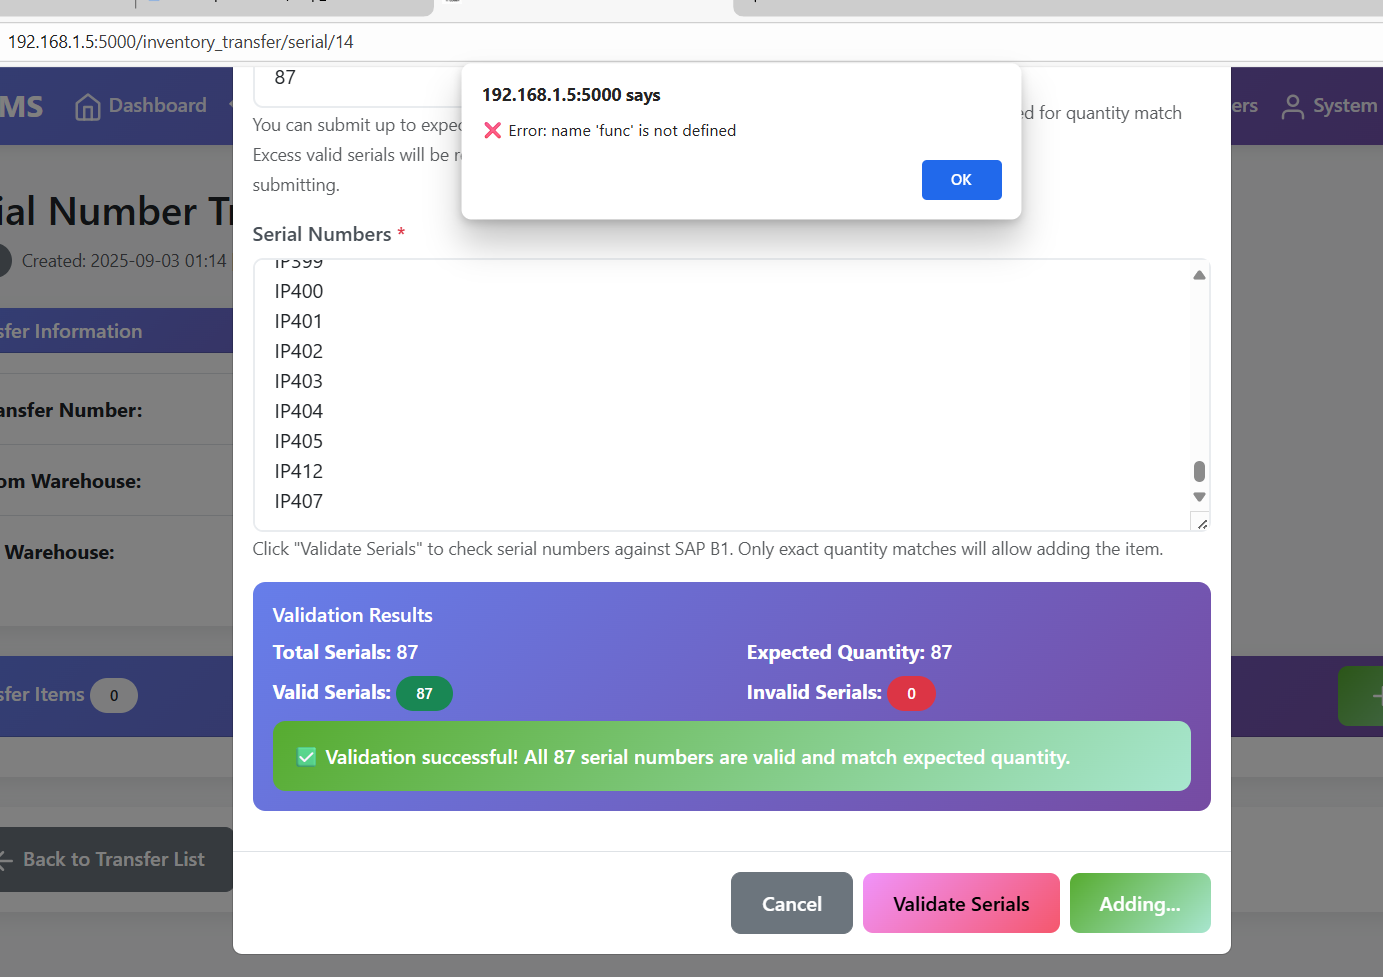 192.168.1.5:5000/inventory_transfer/serial/14
MS
Dashboard
ers
System
87
192.168.1.5:5000 says
❌ Error: name 'func' is not defined
OK
You can submit up to expec
ed for quantity match
Excess valid serials will be r
submitting.
ial Number Tr
Created: 2025-09-03 01:14
Serial Numbers *
IP399
IP400
IP401
IP402
IP403
IP404
IP405
IP412
IP407
sfer Information
ansfer Number:
om Warehouse:
Warehouse:
Click "Validate Serials" to check serial numbers against SAP B1. Only exact quantity matches will allow adding the item.
Validation Results
Total Serials: 87
Expected Quantity: 87
Valid Serials: 87
Invalid Serials: 0
✅ Validation successful! All 87 serial numbers are valid and match expected quantity.
sfer Items 0
Back to Transfer List
Cancel
Validate Serials
Adding...